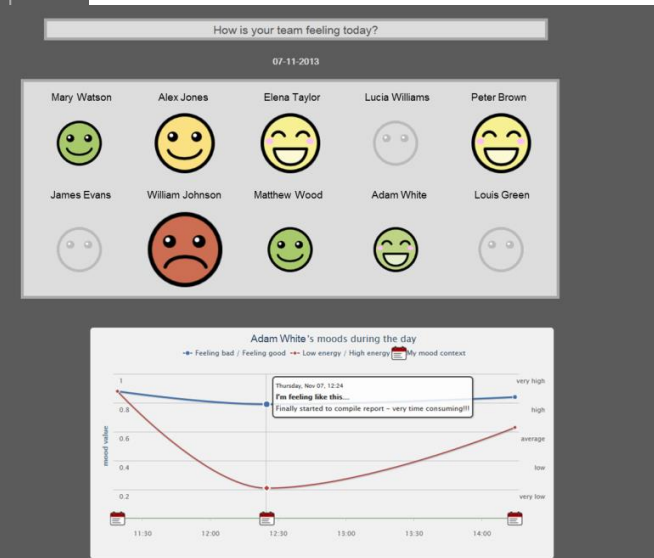 How is your team feeling today?
07-11-2013
Mary Watson Alex Jones Elena Taylor Lucia Williams Peter Brown
James Evans William Johnson Matthew Wood Adam White Louis Green
Adam White's moods during the day
Feeling bad / Feeling good Low energy / High energy My mood context
1 very high
Thursday, Nov 07, 12:24
I'm feeling like this...
Finally started to compile report - very time consuming!!!
0.8 high
mood value
0.6 average
0.4 low
0.2 very low
11:30 12:00 12:30 13:00 13:30 14:00